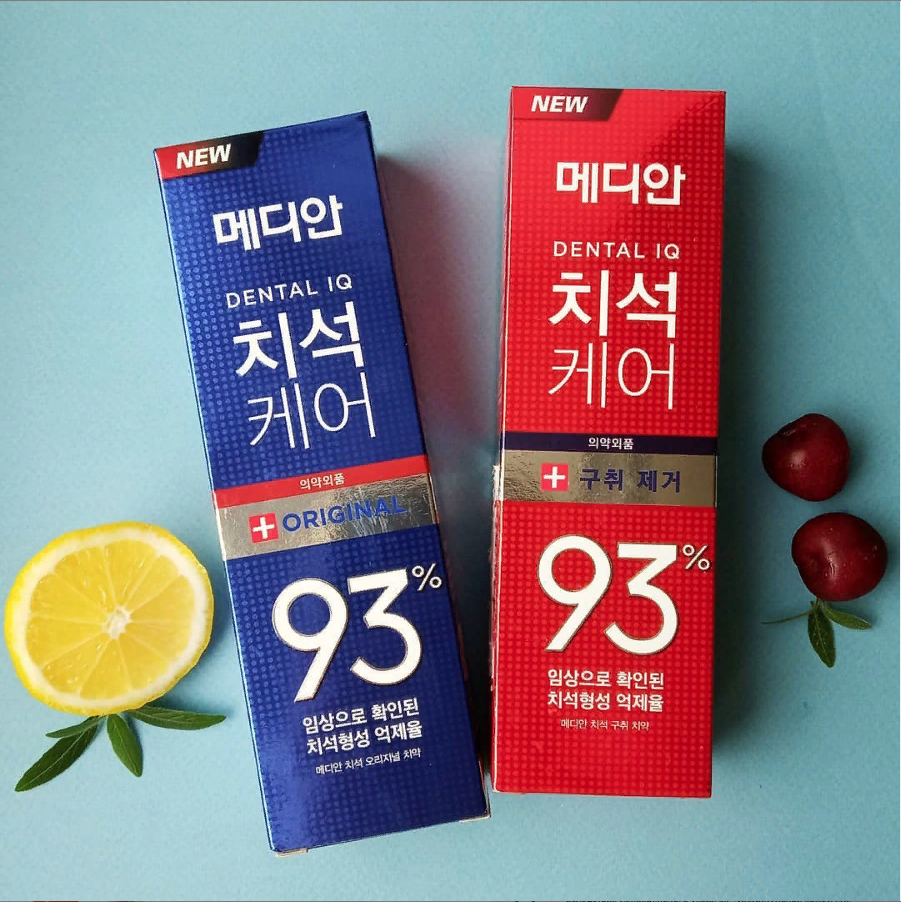 NEW
메디안
DENTAL IQ
치석
케어
의약외품
ORIGINAL
93%
임상으로 확인된
치석형성 억제율
메디안 치석 오리지널 치약
NEW
메디안
DENTAL IQ
치석
케어
의약외품
구취 제거
93%
임상으로 확인된
치석형성 억제율
메디안 치석 구취 치약